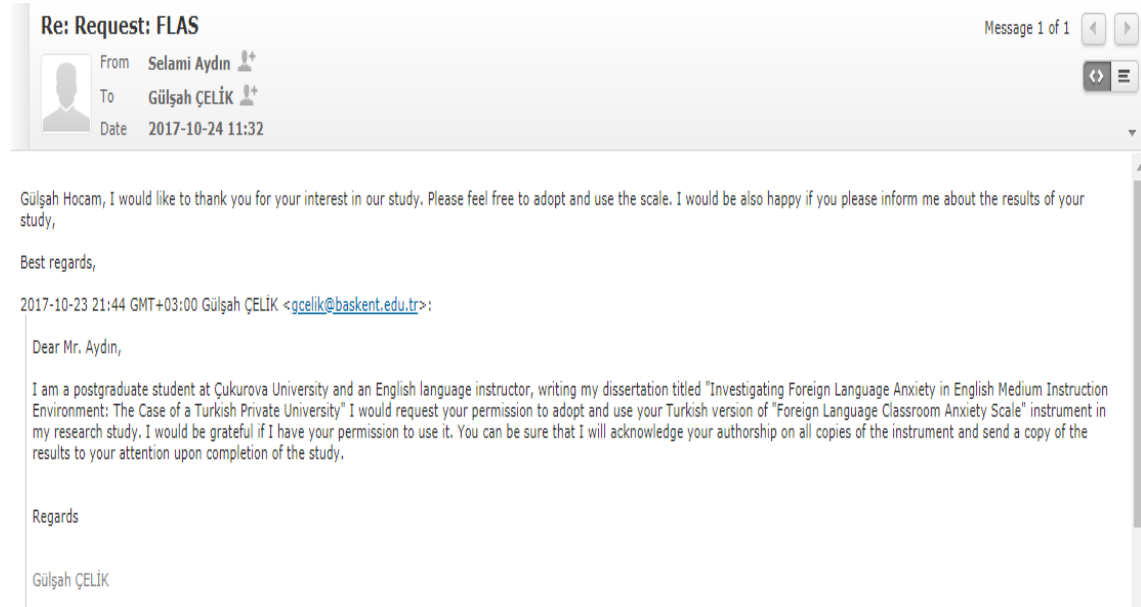 Re: Request: FLAS
Message 1 of 1
From Selami Aydın
To Gülşah ÇELİK
Date 2017-10-24 11:32
Gülşah Hocam, I would like to thank you for your interest in our study. Please feel free to adopt and use the scale. I would be also happy if you please inform me about the results of your
study,
Best regards,
2017-10-23 21:44 GMT+03:00 Gülşah ÇELİK <gcelik@baskent.edu.tr>:
Dear Mr. Aydın,
I am a postgraduate student at Çukurova University and an English language instructor, writing my dissertation titled "Investigating Foreign Language Anxiety in English Medium Instruction
Environment: The Case of a Turkish Private University" I would request your permission to adopt and use your Turkish version of "Foreign Language Classroom Anxiety Scale" instrument in
my research study. I would be grateful if I have your permission to use it. You can be sure that I will acknowledge your authorship on all copies of the instrument and send a copy of the
results to your attention upon completion of the study.
Regards
Gülşah ÇELİK